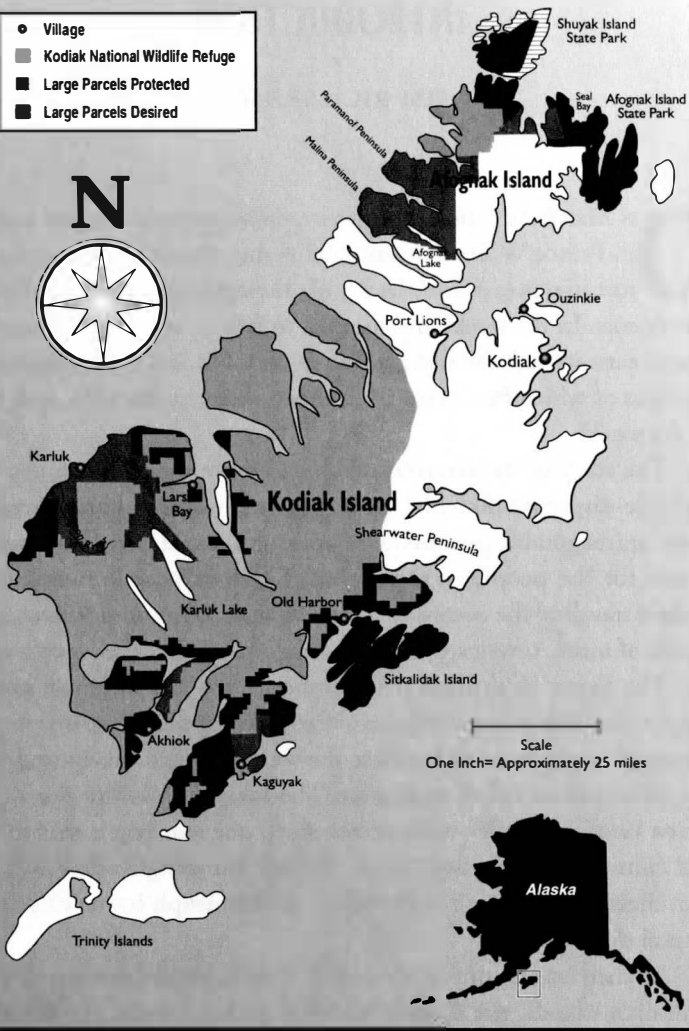 Village
Kodiak National Wildlife Refuge
Large Parcels Protected
Large Parcels Desired
N
Shuyak Island
State Park
Seal
Bay
Afognak Island
State Park
Paramanof Peninsula
Malina Peninsula
Afognak Island
Afognak
Lake
Ouzinkie
Port Lions
Kodiak
Karluk
Lars
Bay
Kodiak Island
Shearwater Peninsula
Karluk Lake
Old Harbor
Sitkalidak Island
Akhiok
Kaguyak
Scale
One Inch= Approximately 25 miles
Trinity Islands
Alaska